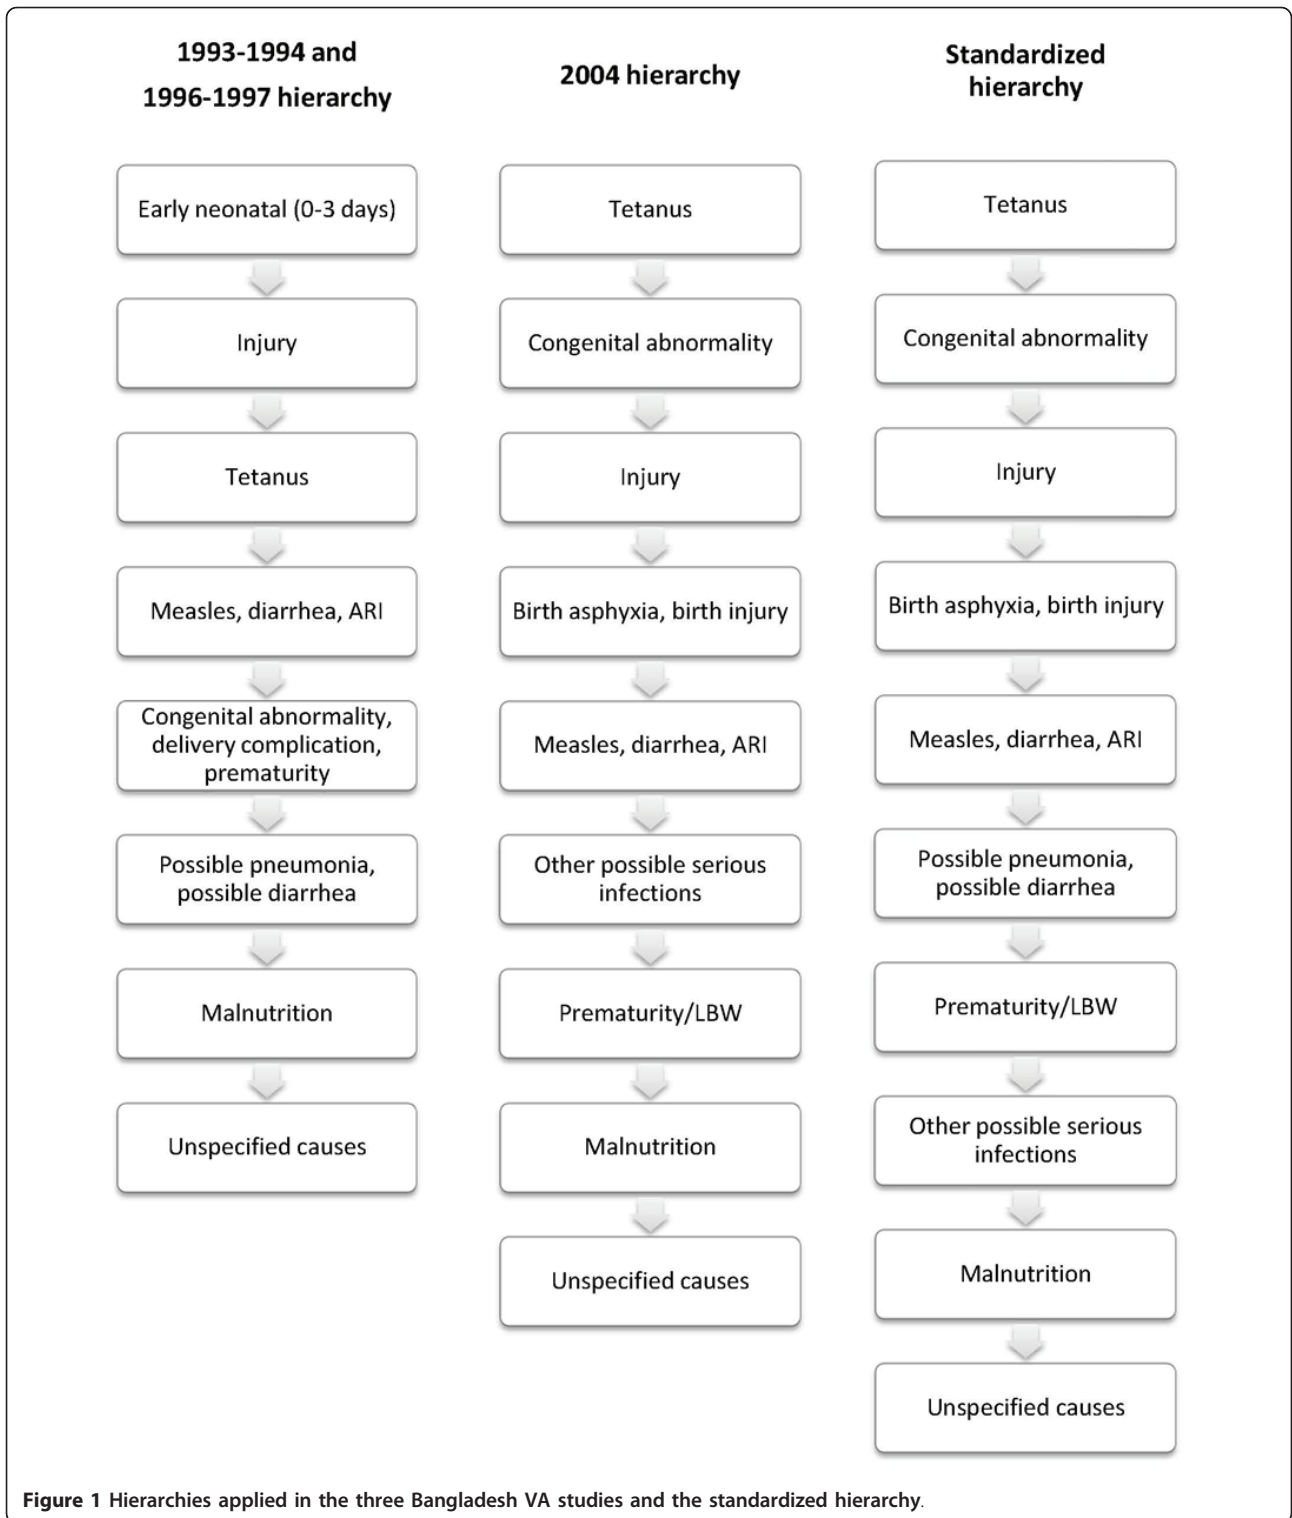 1993-1994 and
1996-1997 hierarchy
Early neonatal (0-3 days)
Injury
Tetanus
Measles, diarrhea, ARI
Congenital abnormality,
delivery complication,
prematurity
Possible pneumonia,
possible diarrhea
Malnutrition
Unspecified causes
2004 hierarchy
Tetanus
Congenital abnormality
Injury
Birth asphyxia, birth injury
Measles, diarrhea, ARI
Other possible serious
infections
Prematurity/LBW
Malnutrition
Unspecified causes
Standardized
hierarchy
Tetanus
Congenital abnormality
Injury
Birth asphyxia, birth injury
Measles, diarrhea, ARI
Possible pneumonia,
possible diarrhea
Prematurity/LBW
Other possible serious
infections
Malnutrition
Unspecified causes
Figure 1 Hierarchies applied in the three Bangladesh VA studies and the standardized hierarchy.